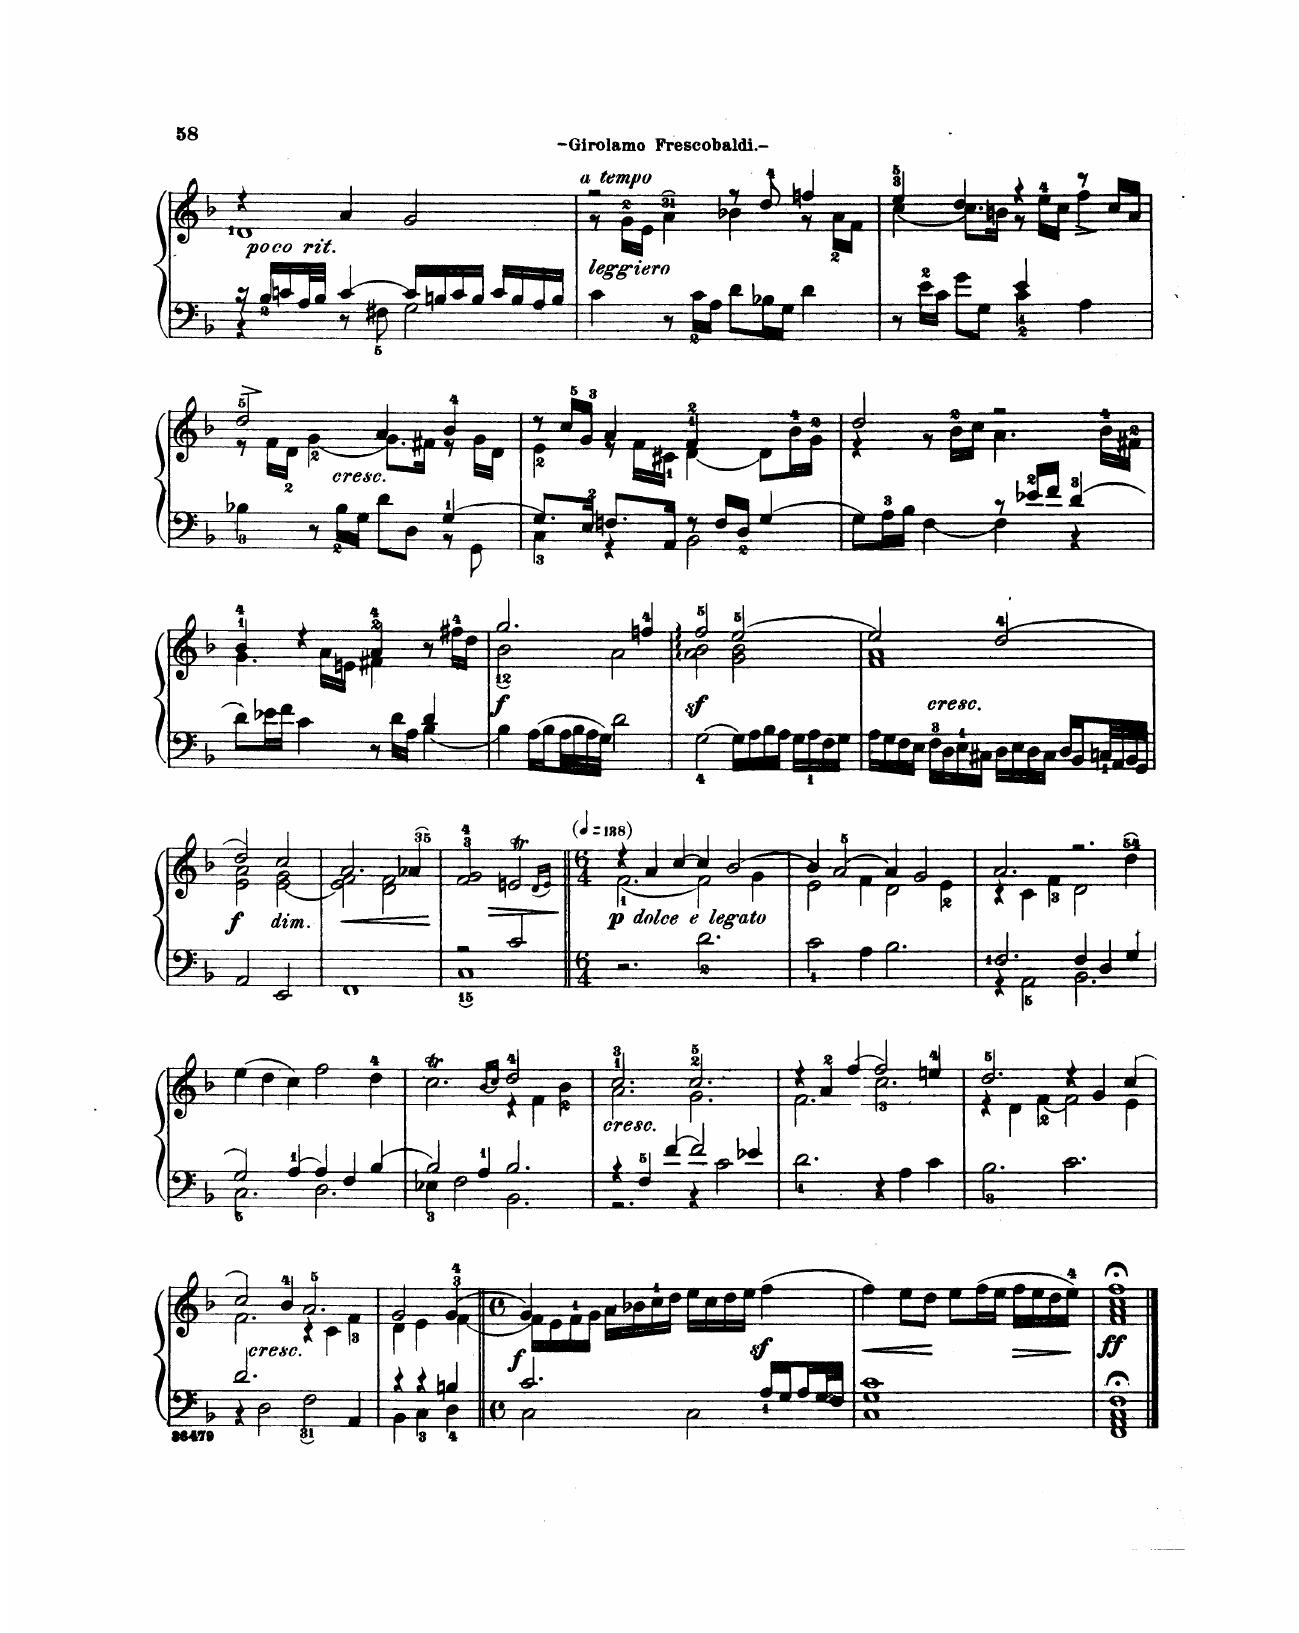 58
-Girolamo Frescobaldi.-
a tempo
poco rit.
leggiero
cresc.
f sf cresc.
f dim.
(♩=138)
p dolce e legato
cresc.
cresc. f sf ff
36479